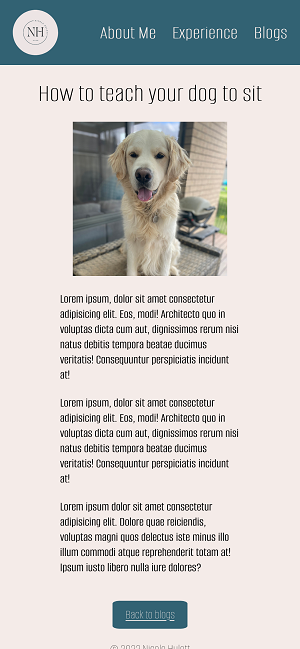 NH
About Me Experience Blogs
How to teach your dog to sit
Lorem ipsum, dolor sit amet consectetur
adipisicing elit. Eos, modi! Architecto quo in
voluptas dicta cum aut, dignissimos rerum nisi
natus debitis tempora beatae ducimus
veritatis! Consequuntur perspiciatis incidunt
at!
Lorem ipsum, dolor sit amet consectetur
adipisicing elit. Eos, modi! Architecto quo in
voluptas dicta cum aut, dignissimos rerum nisi
natus debitis tempora beatae ducimus
veritatis! Consequuntur perspiciatis incidunt
at!
Lorem ipsum dolor sit amet consectetur
adipisicing elit. Dolore quae reiciendis,
voluptas magni quos delectus iste minus illo
illum commodi atque reprehenderit totam at!
Ipsum iusto libero nulla iure dolores?
Back to blogs
© 2022 Nicole Hulett